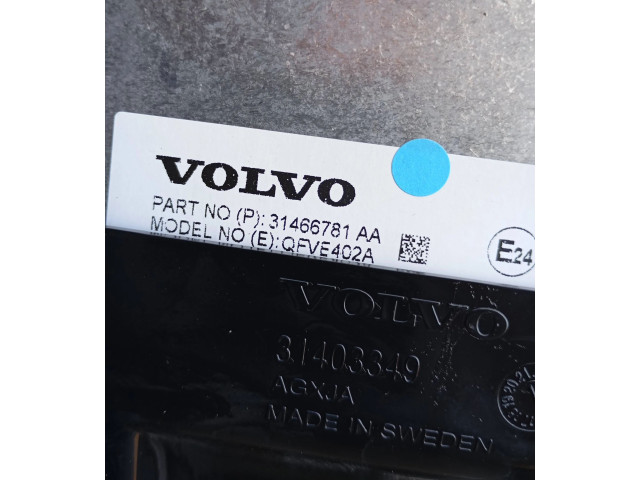 VOLVO
PART NO (P): 31466781 AA
MODEL NO (E): QFVE402A
E24
VOLVO
31403349
AGXJA
MADE IN SWEDEN